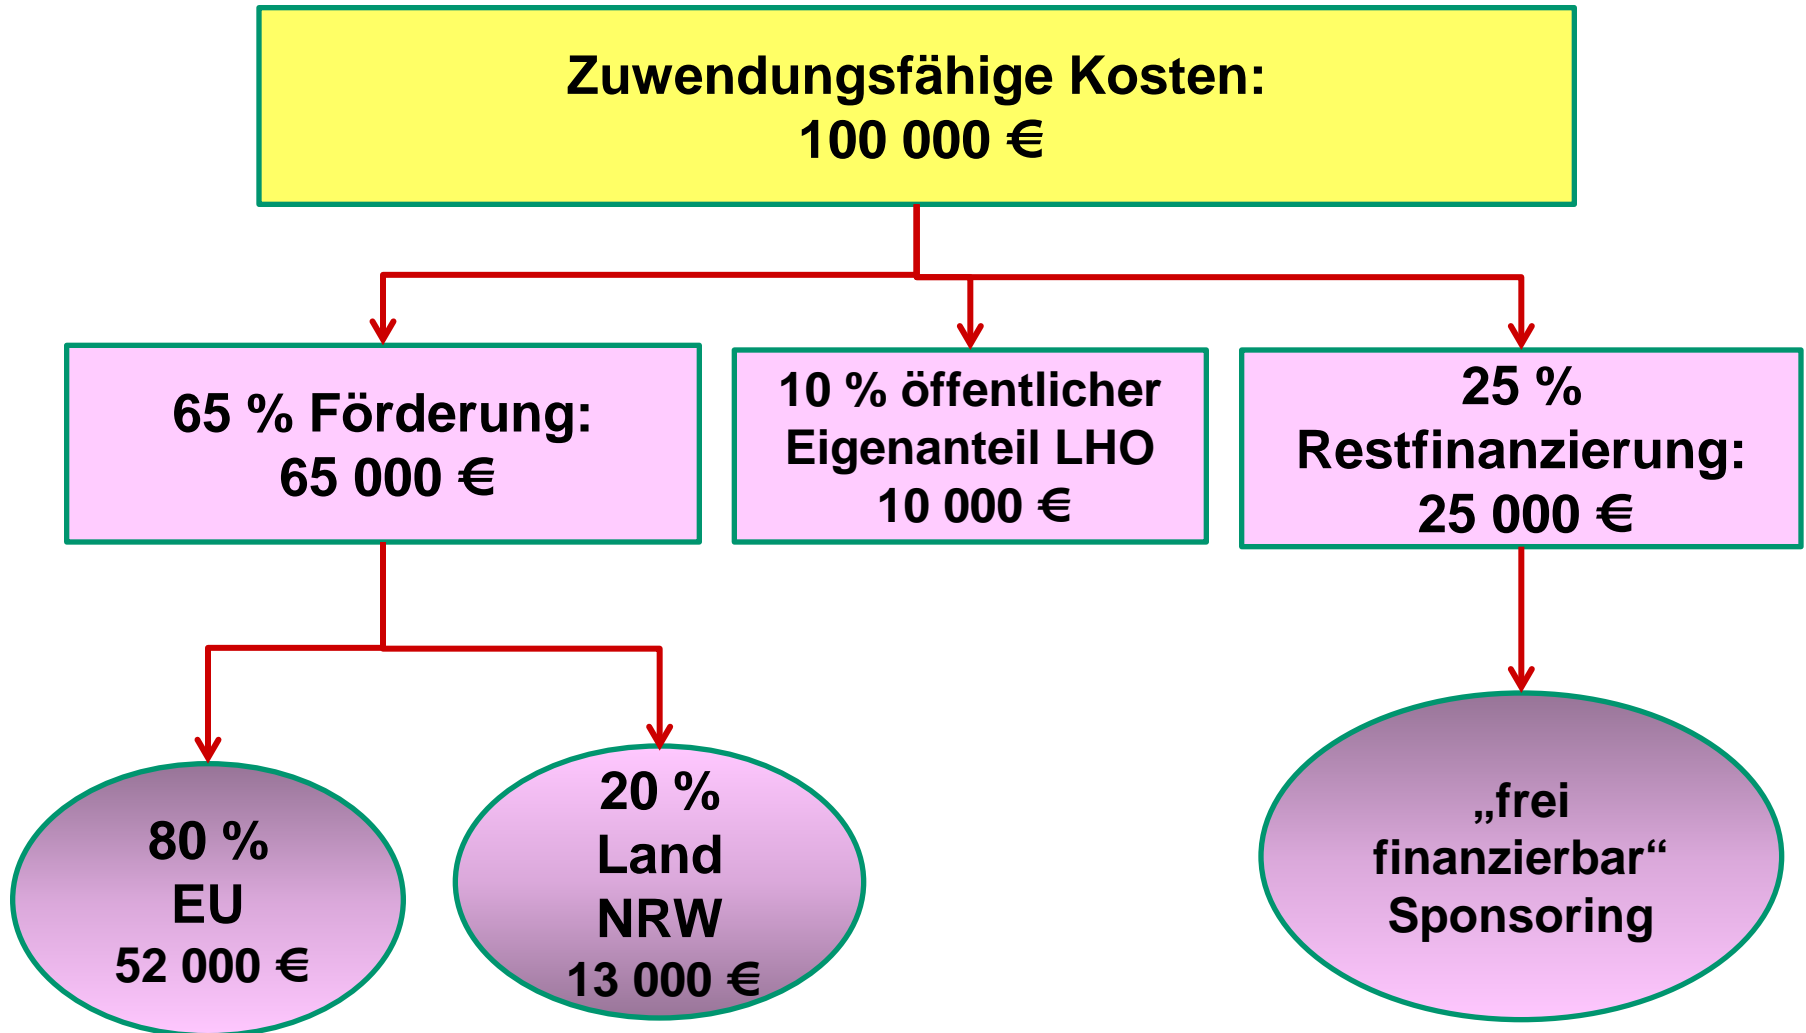 Zuwendungsfähige Kosten:
100 000 €
65 % Förderung:
65 000 €
10 % öffentlicher
Eigenanteil LHO
10 000 €
25 %
Restfinanzierung:
25 000 €
80 %
EU
52 000 €
20 %
Land
NRW
13 000 €
„frei
finanzierbar“
Sponsoring